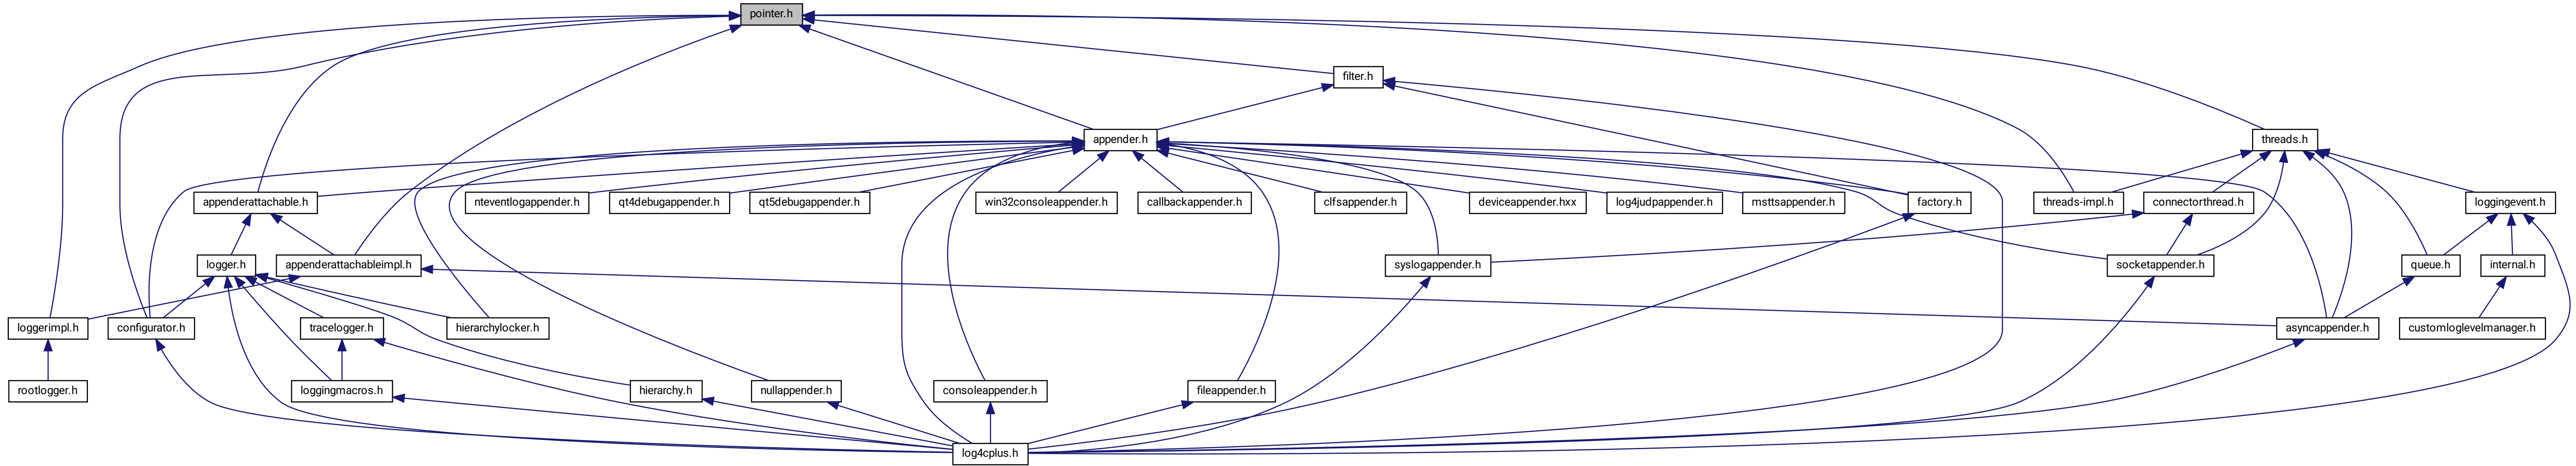 pointer.h
filter.h
appender.h
threads.h
appenderattachable.h
nteventlogappender.h
qt4debugappender.h
qt5debugappender.h
win32consoleappender.h
callbackappender.h
clfsappender.h
deviceappender.hxx
log4judpappender.h
msttsappender.h
factory.h
threads-impl.h
connectorthread.h
loggingevent.h
logger.h
appenderattachableimpl.h
syslogappender.h
socketappender.h
queue.h
internal.h
loggerimpl.h
configurator.h
tracelogger.h
hierarchylocker.h
asyncappender.h
customloglevelmanager.h
rootlogger.h
loggingmacros.h
hierarchy.h
nullappender.h
consoleappender.h
fileappender.h
log4cplus.h